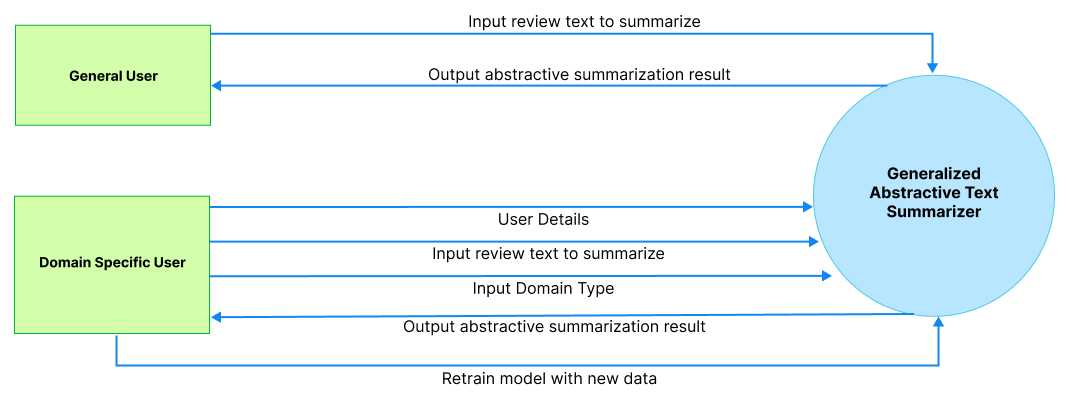 Input review text to summarize
General User
Output abstractive summarization result
Generalized
Abstractive Text
Summarizer
User Details
Input review text to summarize
Domain Specific User
Input Domain Type
Output abstractive summarization result
Retrain model with new data